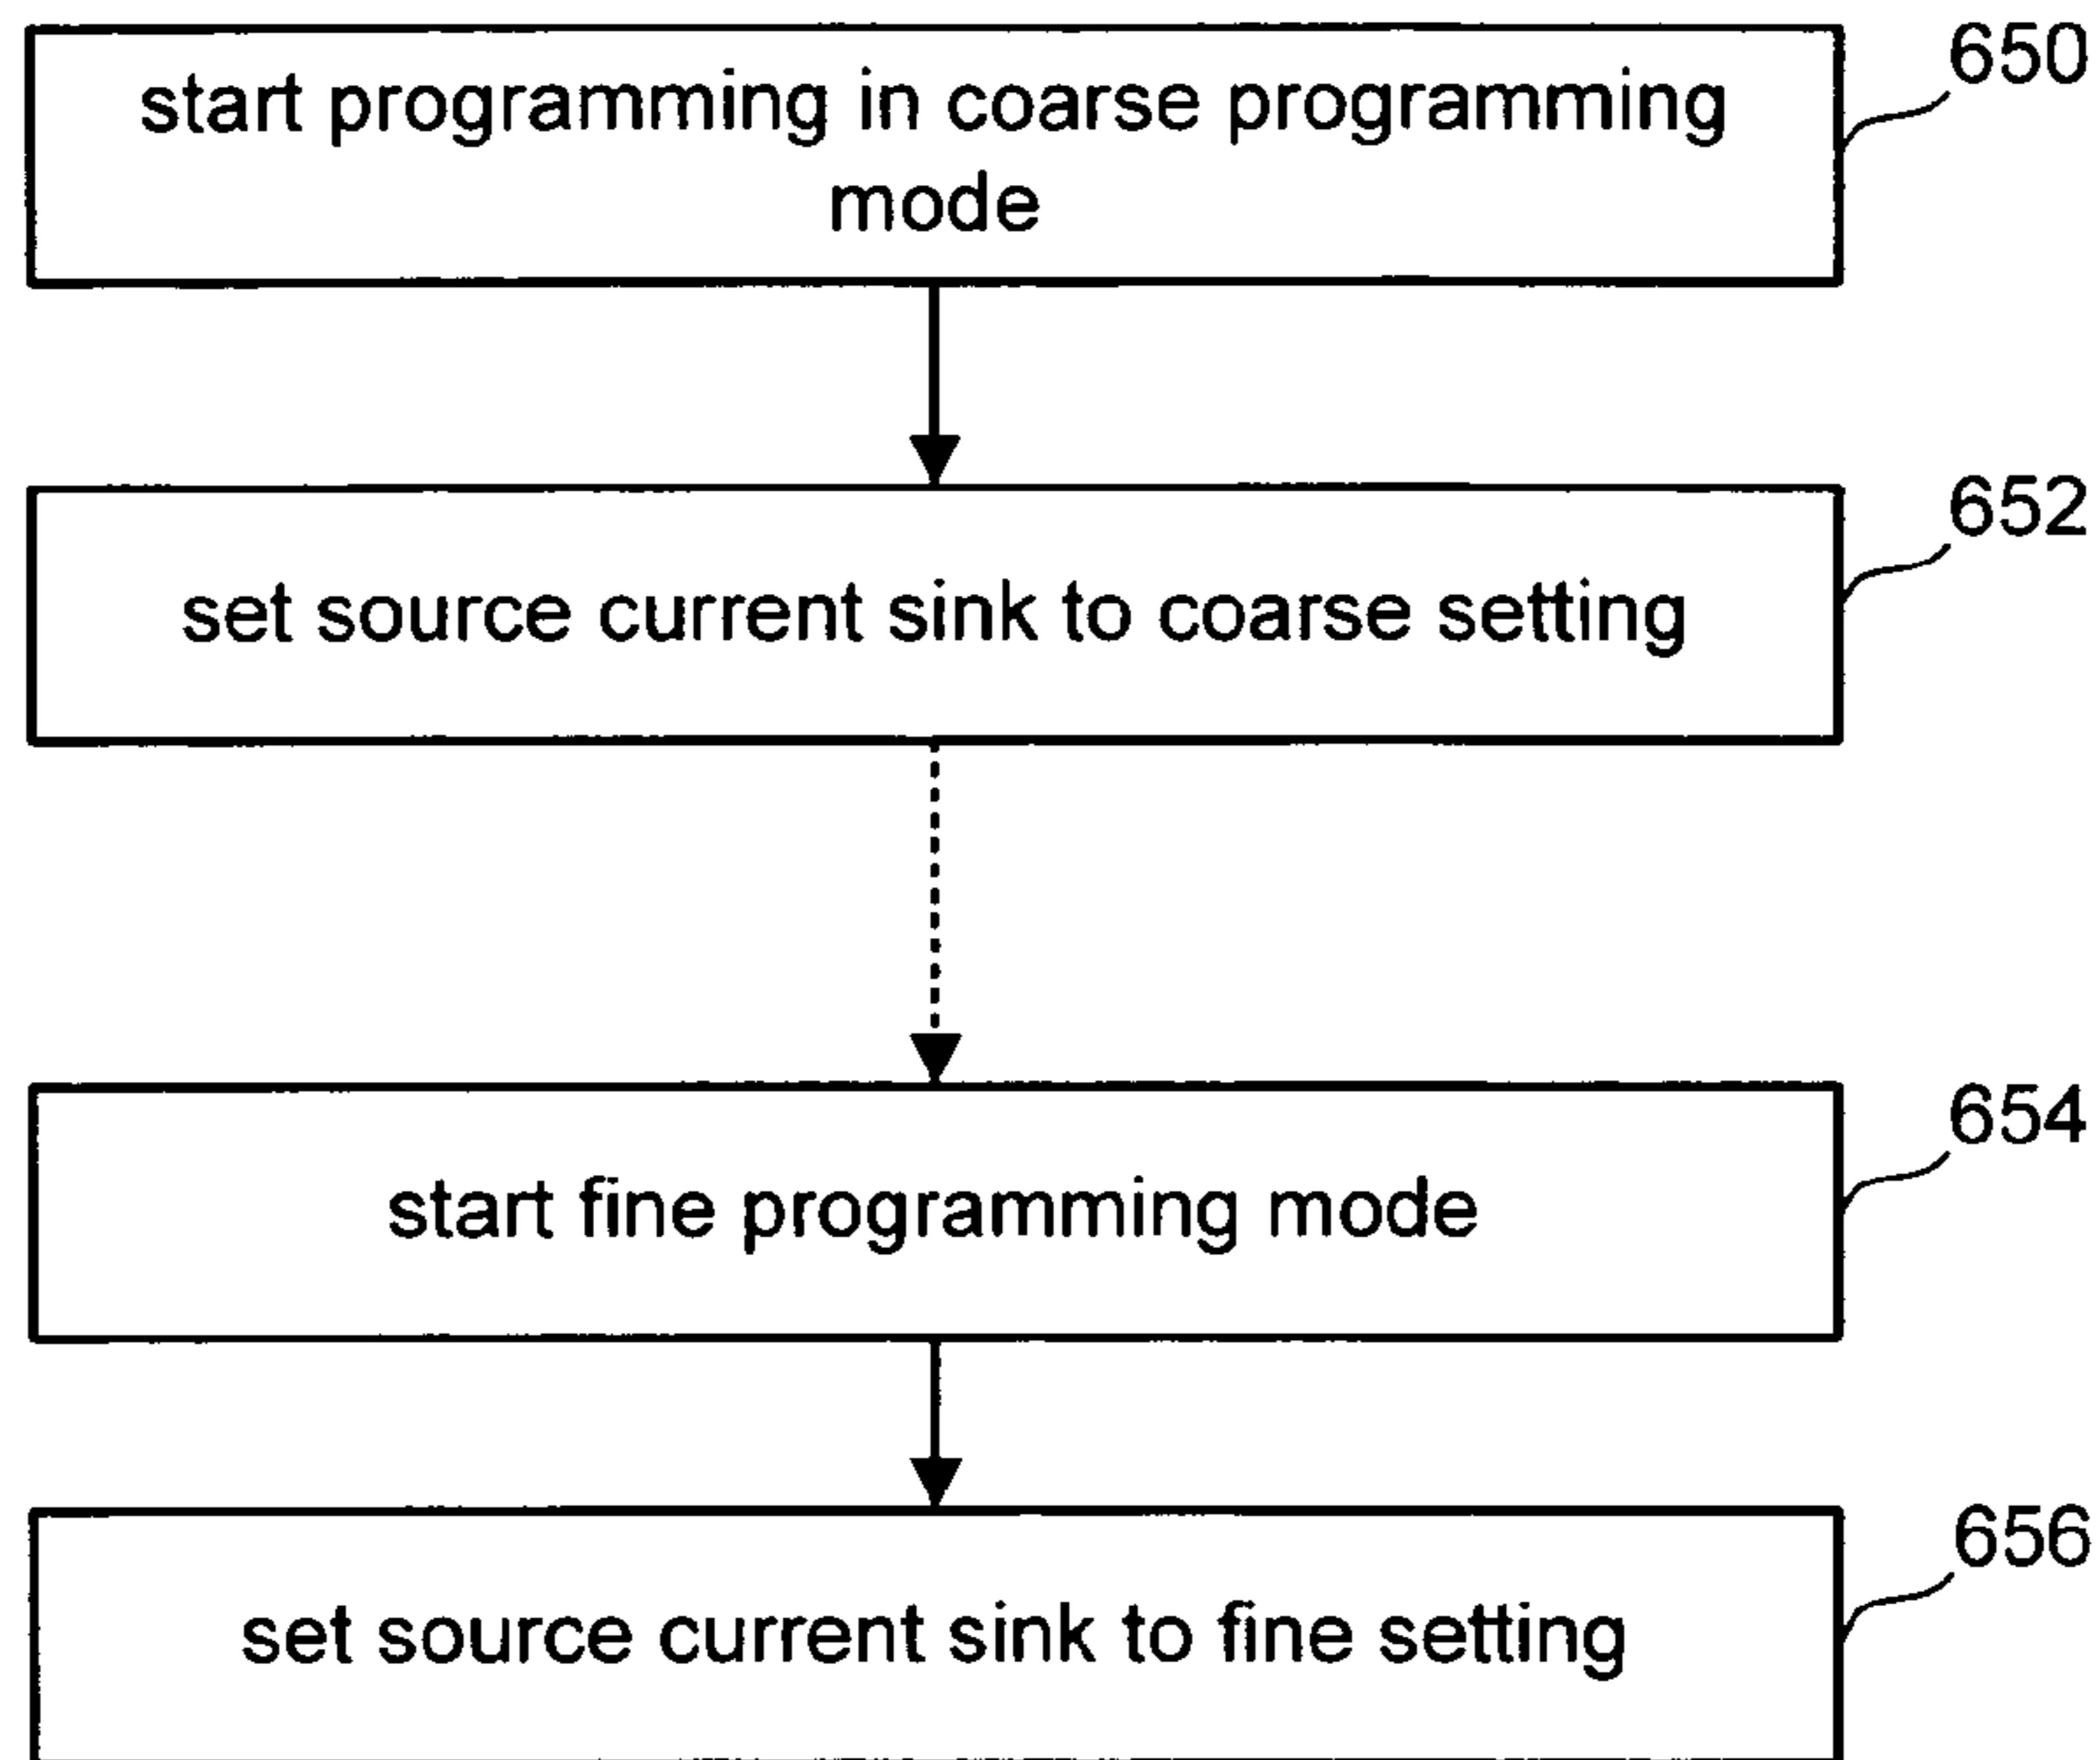 650
start programming in coarse programming
mode
652
set source current sink to coarse setting
654
start fine programming mode
656
set source current sink to fine setting